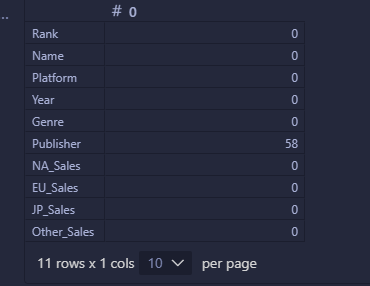 ..
# 0
Rank 0
Name 0
Platform 0
Year 0
Genre 0
Publisher 58
NA_Sales 0
EU_Sales 0
JP_Sales 0
Other_Sales 0
11 rows x 1 cols 10 per page